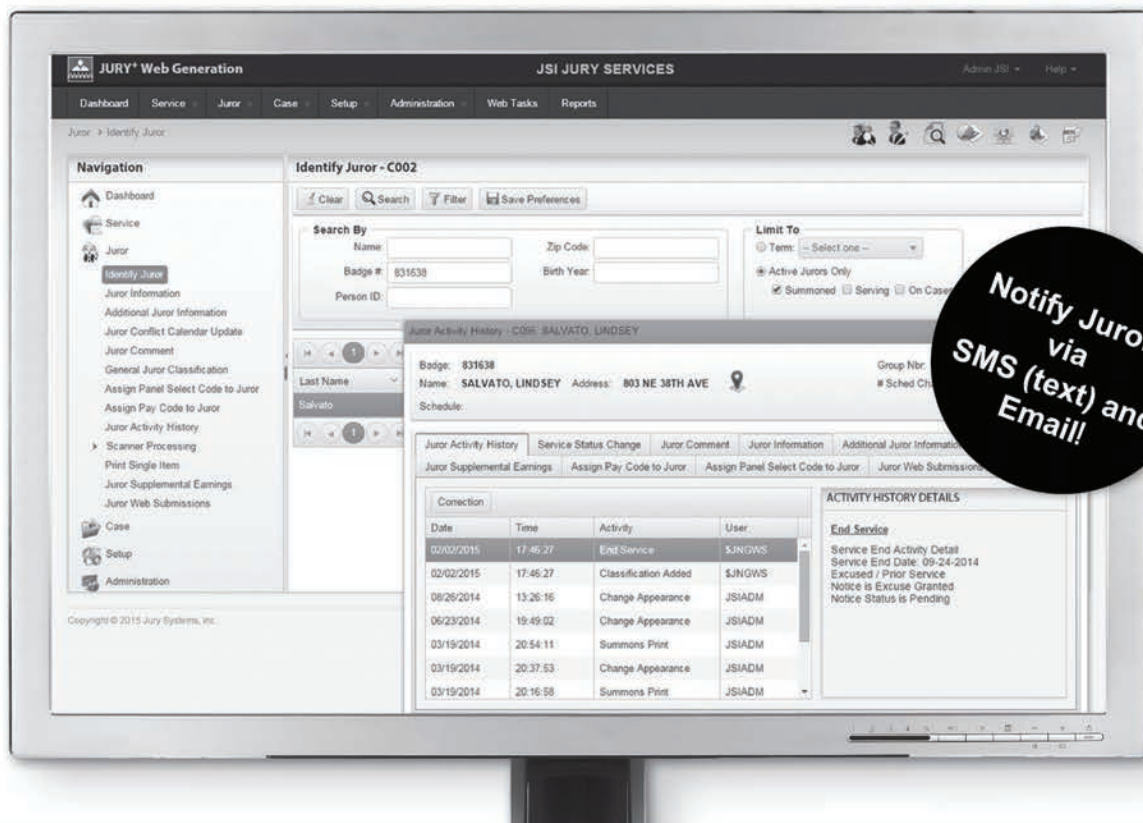 JURY+ Web Generation
JSI JURY SERVICES
Admin JSI Help
Dashboard Service Juror Case Setup Administration Web Tasks Reports
Juror > Identify Juror
Navigation
Dashboard
Service
Juror
Identify Juror
Juror Information
Additional Juror Information
Juror Conflict Calendar Update
Juror Comment
General Juror Classification
Assign Panel Select Code to Juror
Assign Pay Code to Juror
Juror Activity History
Scanner Processing
Print Single Item
Juror Supplemental Earnings
Juror Web Submissions
Case
Setup
Administration
Copyright © 2015 Jury Systems, Inc.
Identify Juror - C002
Clear Search Filter Save Preferences
Search By
Name: Zip Code:
Badge #: 831638 Birth Year:
Person ID:
Limit To
Term: -- Select one --
Active Jurors Only
Summoned Serving On Cases
1
Last Name
Salvato
1
Juror Activity History - C056 SALVATO, LINDSEY
Badge: 831638 Group Nbr:
Name: SALVATO, LINDSEY Address: 803 NE 38TH AVE # Sched
Schedule:
Juror Activity History Service Status Change Juror Comment Juror Information Additional Juror Information
Juror Supplemental Earnings Assign Pay Code to Juror Assign Panel Select Code to Juror Juror Web Submissions
Correction
Date Time Activity User
02/02/2015 17:46:27 End Service $JNGWS
02/02/2015 17:46:27 Classification Added $JNGWS
08/26/2014 13:26:16 Change Appearance JSIADM
06/23/2014 19:49:02 Change Appearance JSIADM
03/19/2014 20:54:11 Summons Print JSIADM
03/19/2014 20:37:53 Change Appearance JSIADM
03/19/2014 20:16:58 Summons Print JSIADM
ACTIVITY HISTORY DETAILS
End Service
Service End Activity Detail
Service End Date: 09-24-2014
Excused / Prior Service
Notice is Excuse Granted
Notice Status is Pending
Notify Juro
via
SMS (text) and
Email!